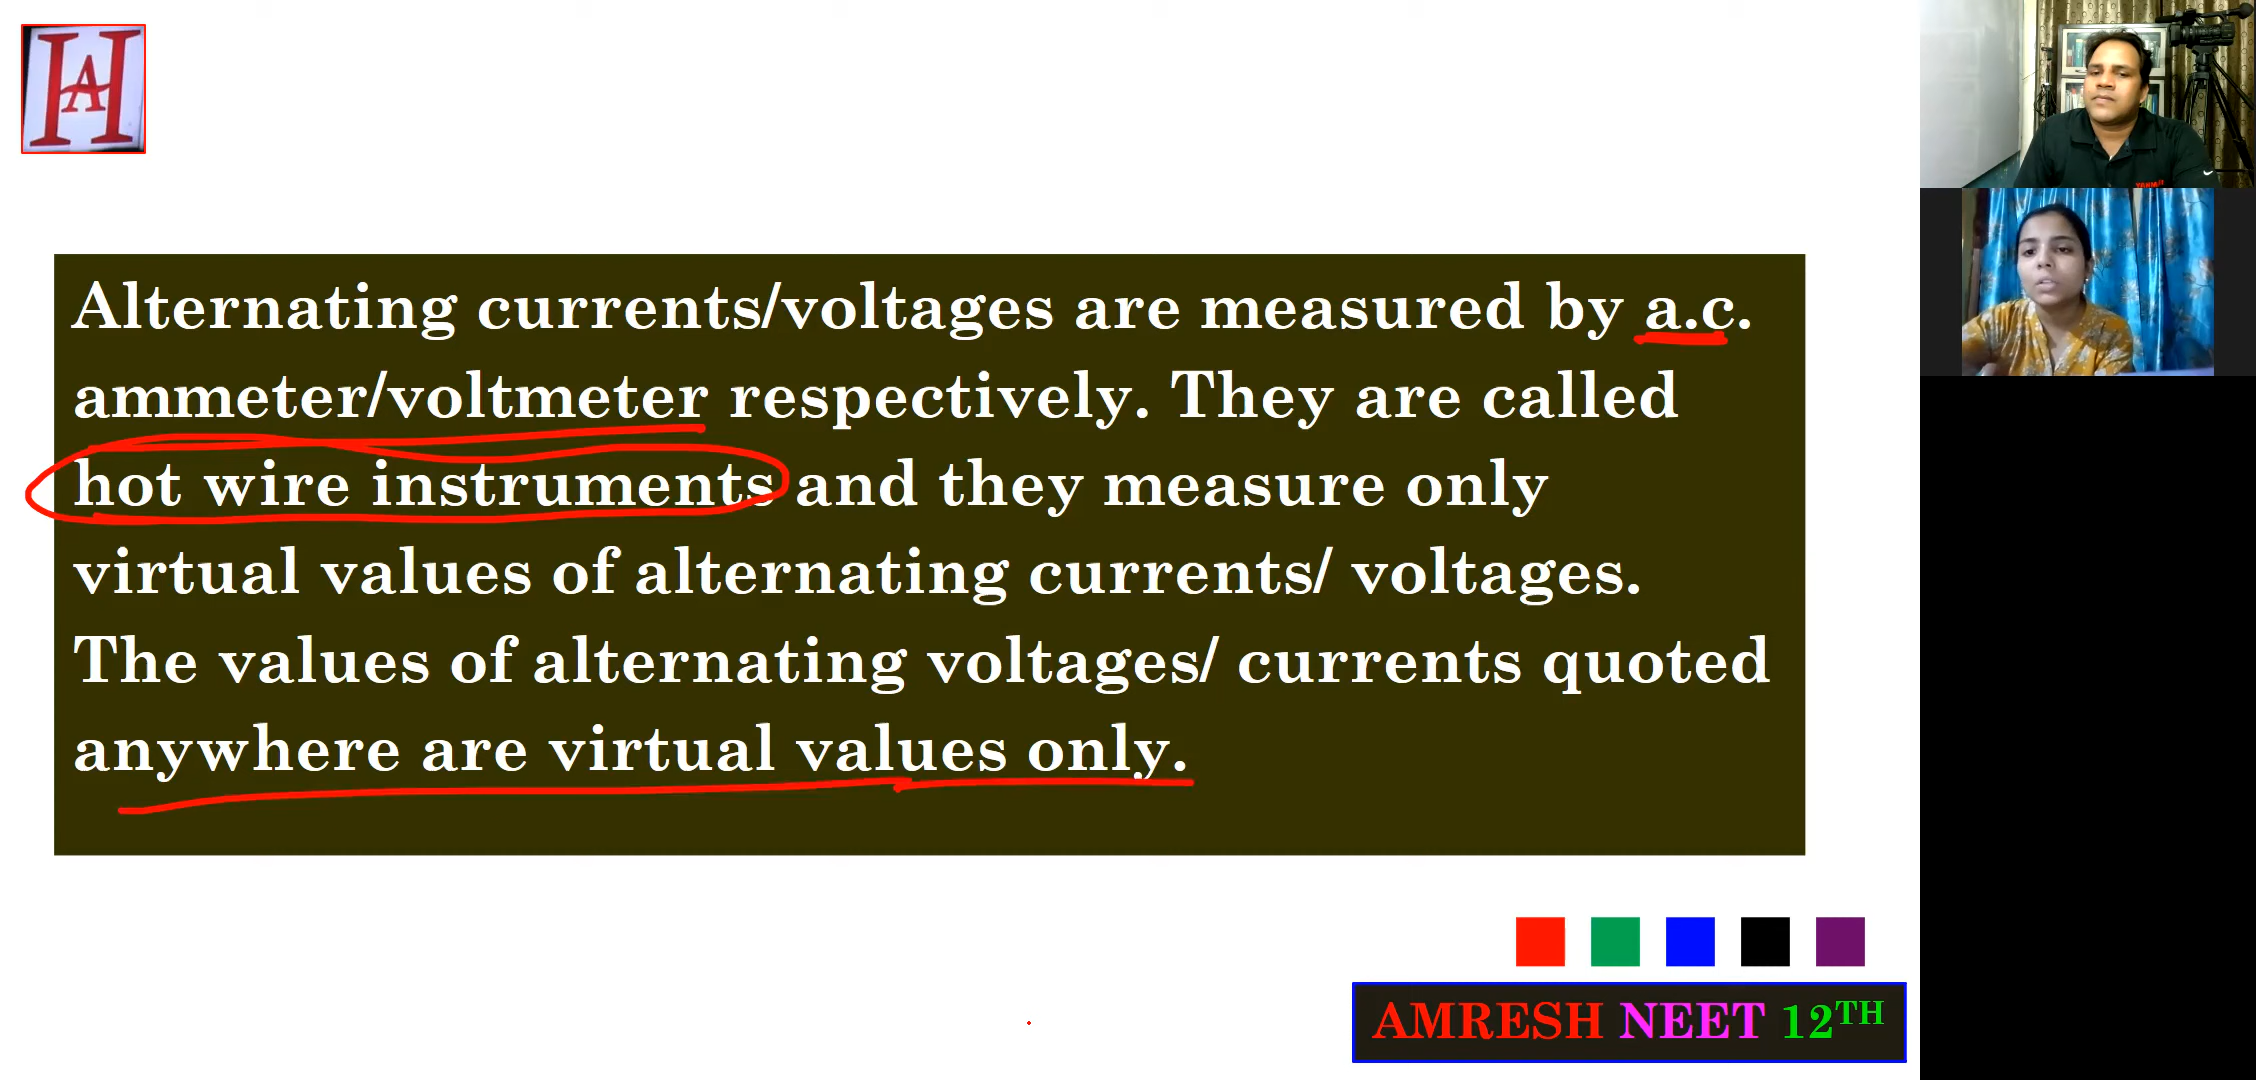 HA
Alternating currents/voltages are measured by a.c.
ammeter/voltmeter respectively. They are called
hot wire instruments and they measure only
virtual values of alternating currents/ voltages.
The values of alternating voltages/ currents quoted
anywhere are virtual values only.
AMRESH NEET 12TH